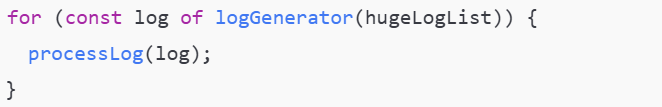 for (const log of logGenerator(hugeLogList)) {
  processLog(log);
}